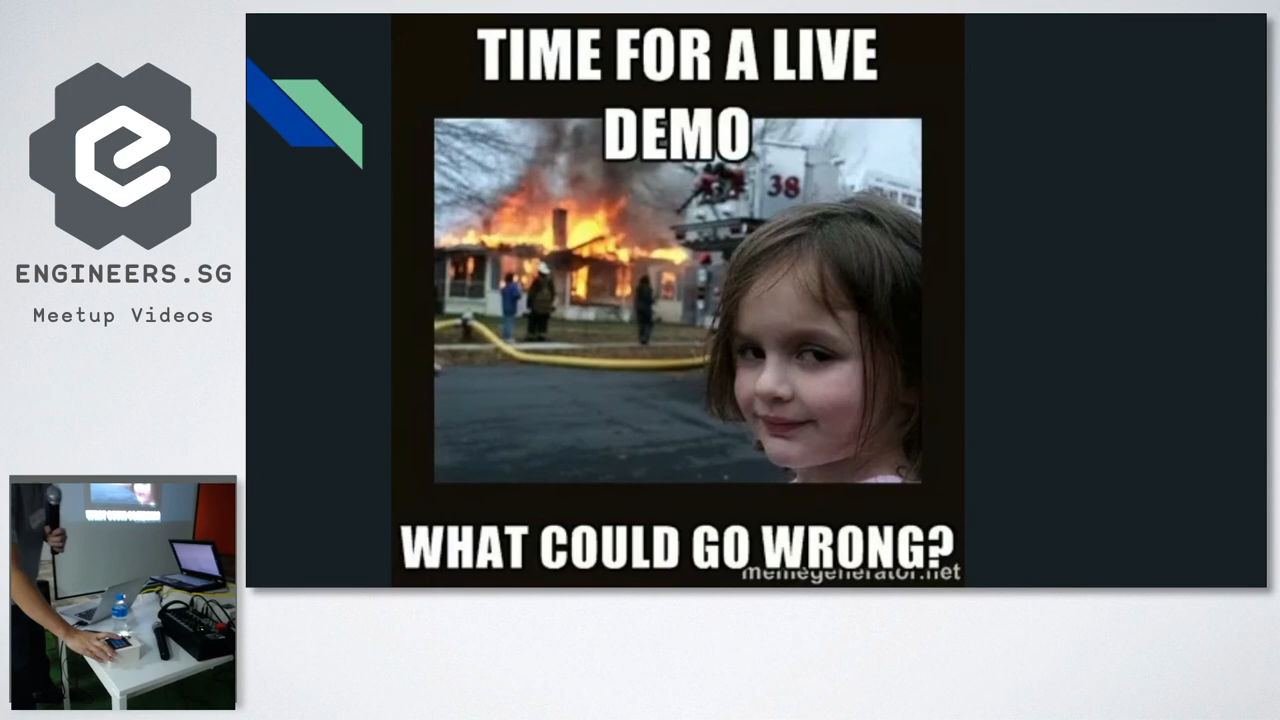 ENGINEERS.SG
Meetup Videos
TIME FOR A LIVE
DEMO
38
WHAT COULD GO WRONG?
memegenerator.net